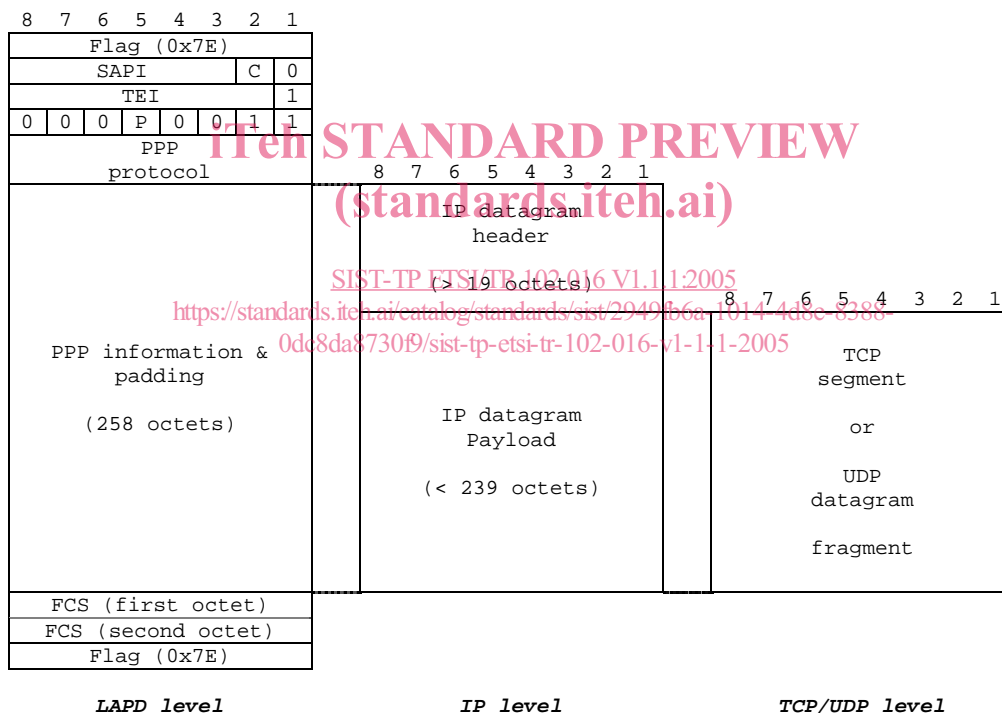 8 7 6 5 4 3 2 1
Flag (0x7E)
SAPI C 0
TEI 1
0 0 0 P 0 0 1 1
PPP
protocol
iTeh STANDARD PREVIEW
(standards.iteh.ai)
8 7 6 5 4 3 2 1
IP datagram
header
(> 19 octets)
SIST-TP ETSI/TR 102 016 V1.1.1:2005
https://standards.iteh.ai/catalog/standards/sist/2949fb6a-1014-4d8e-8388-
0dc8da8730f9/sist-tp-etsi-tr-102-016-v1-1-1-2005
8 7 6 5 4 3 2 1
PPP information &
padding
(258 octets)
IP datagram
Payload
(< 239 octets)
TCP
segment
or
UDP
datagram
fragment
FCS (first octet)
FCS (second octet)
Flag (0x7E)
LAPD level
IP level
TCP/UDP level